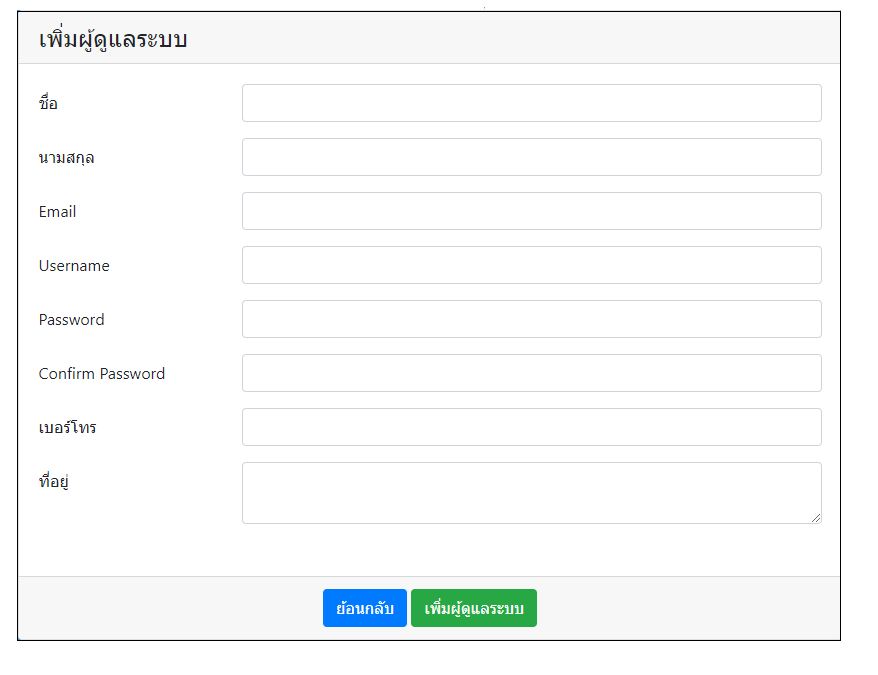 เพิ่มผู้ดูแลระบบ
ชื่อ
นามสกุล
Email
Username
Password
Confirm Password
เบอร์โทร
ที่อยู่
ย้อนกลับ เพิ่มผู้ดูแลระบบ